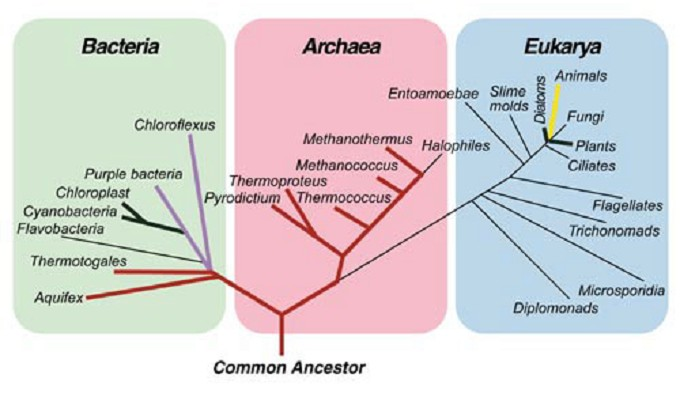 Bacteria
Archaea
Eukarya
Chloroflexus
Purple bacteria
Chloroplast
Cyanobacteria
Flavobacteria
Thermotogales
Aquifex
Methanothermus
Halophiles
Methanococcus
Thermoproteus
Pyrodictium
Thermococcus
Entoamoebae
Slime
molds
Diatoms
Animals
Fungi
Plants
Ciliates
Flagellates
Trichonomads
Microsporidia
Diplomonads
Common Ancestor